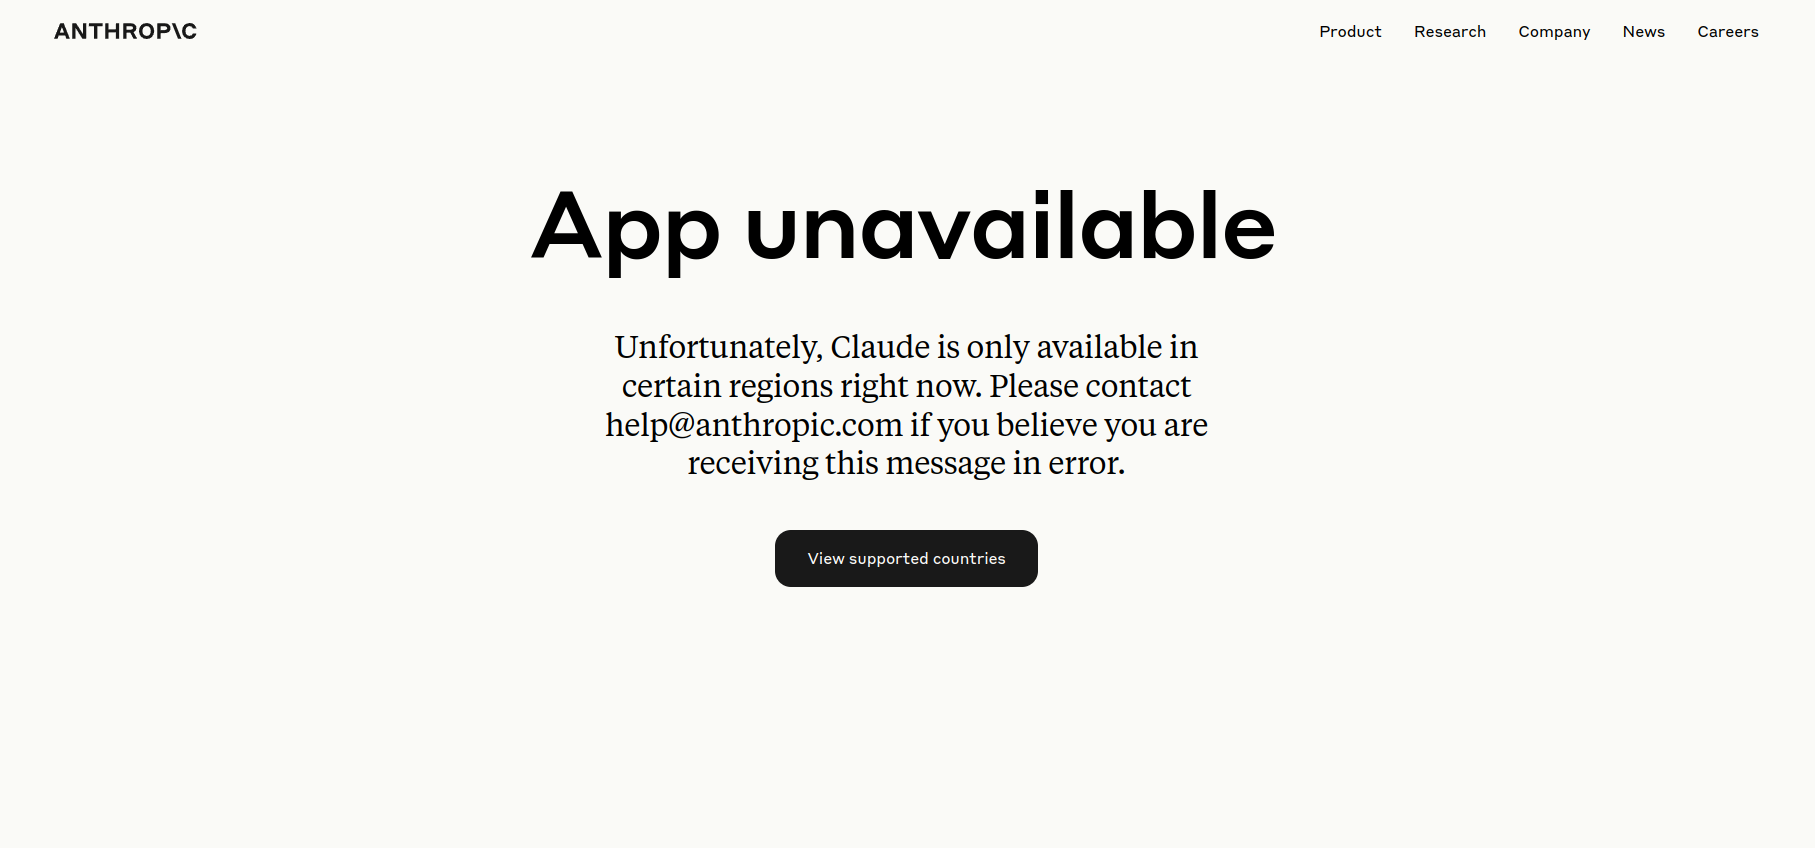 ANTHROP\C
Product Research Company News Careers
App unavailable
Unfortunately, Claude is only available in
certain regions right now. Please contact
help@anthropic.com if you believe you are
receiving this message in error.
View supported countries